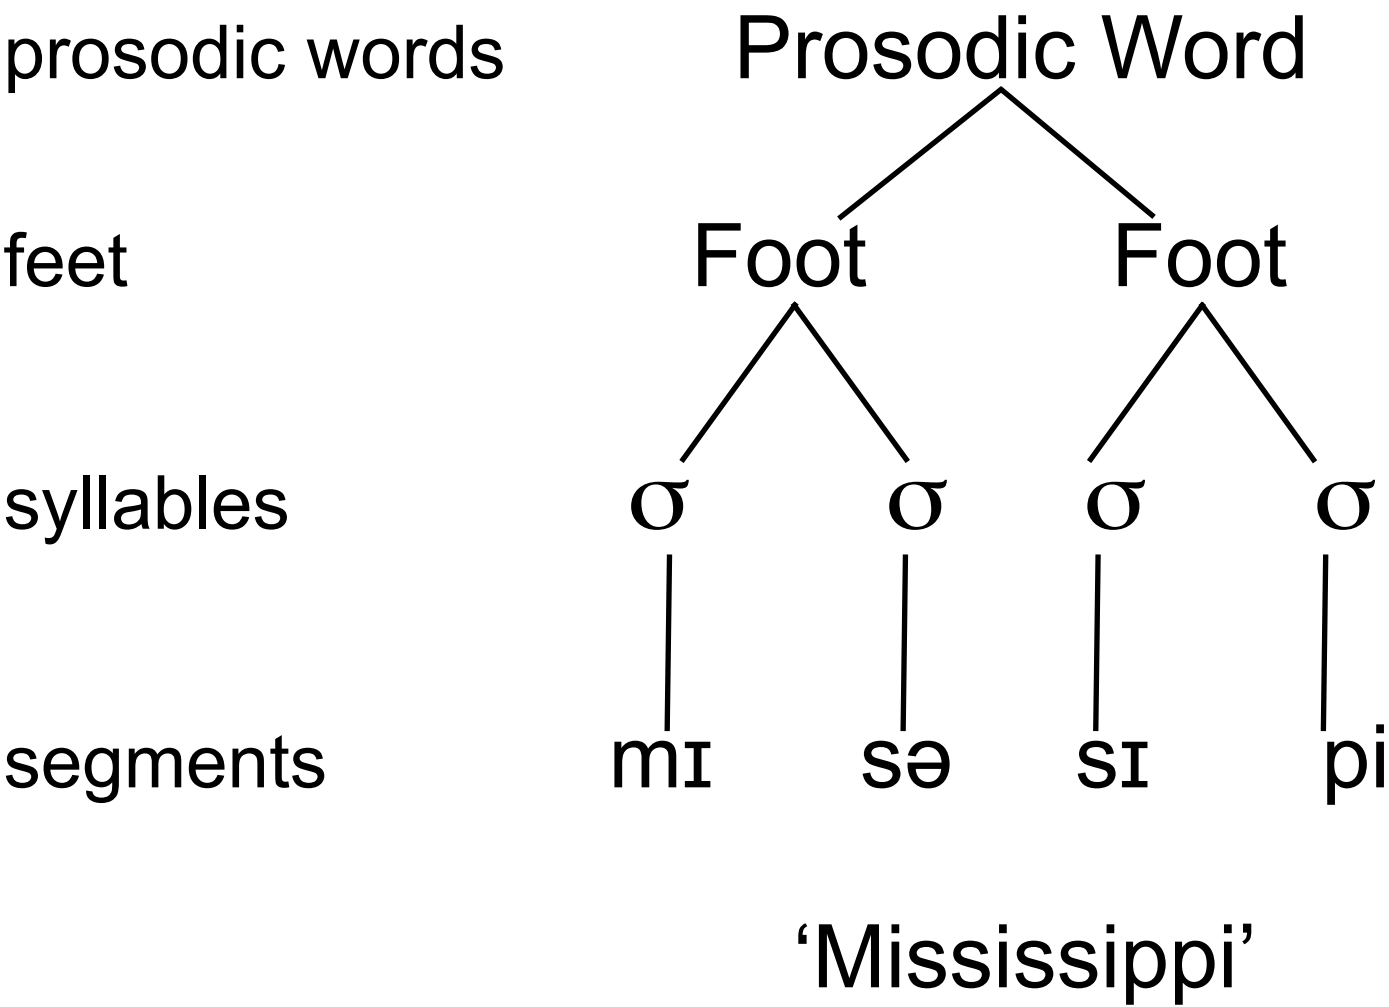 prosodic words Prosodic Word
feet Foot Foot
syllables σ σ σ σ
segments mɪ sə sɪ pi
‘Mississippi’